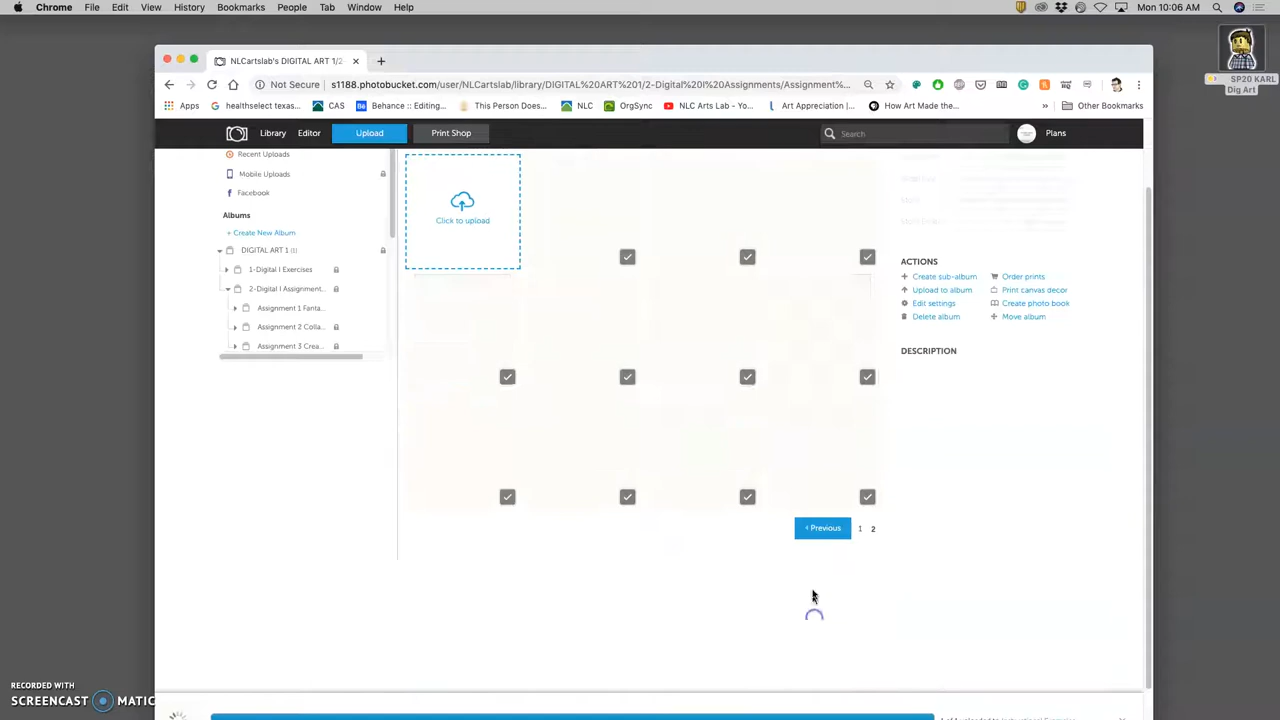 Chrome File Edit View History Bookmarks People Tab Window Help Mon 10:06 AM
NLCartslab's DIGITAL ART 1/2-
Not Secure s1188.photobucket.com/user/NLCartslab/library/DIGITAL%20ART%201/2-Digital%20I%20Assignments/Assignment%...
SP20 KARL
Dig Art
Apps healthselect texas... CAS Behance :: Editing... This Person Does... NLC OrgSync NLC Arts Lab - Yo... Art Appreciation |... How Art Made the... » Other Bookmarks
Library Editor Upload Print Shop Search Plans
Recent Uploads
Mobile Uploads
Facebook
Albums
+ Create New Album
DIGITAL ART 1 (1)
1-Digital I Exercises
2-Digital I Assignment...
Assignment 1 Fanta...
Assignment 2 Colla...
Assignment 3 Crea...
Click to upload
‹ Previous 1 2
ACTIONS
Create sub-album Order prints
Upload to album Print canvas decor
Edit settings Create photo book
Delete album Move album
DESCRIPTION
RECORDED WITH
SCREENCAST MATIC